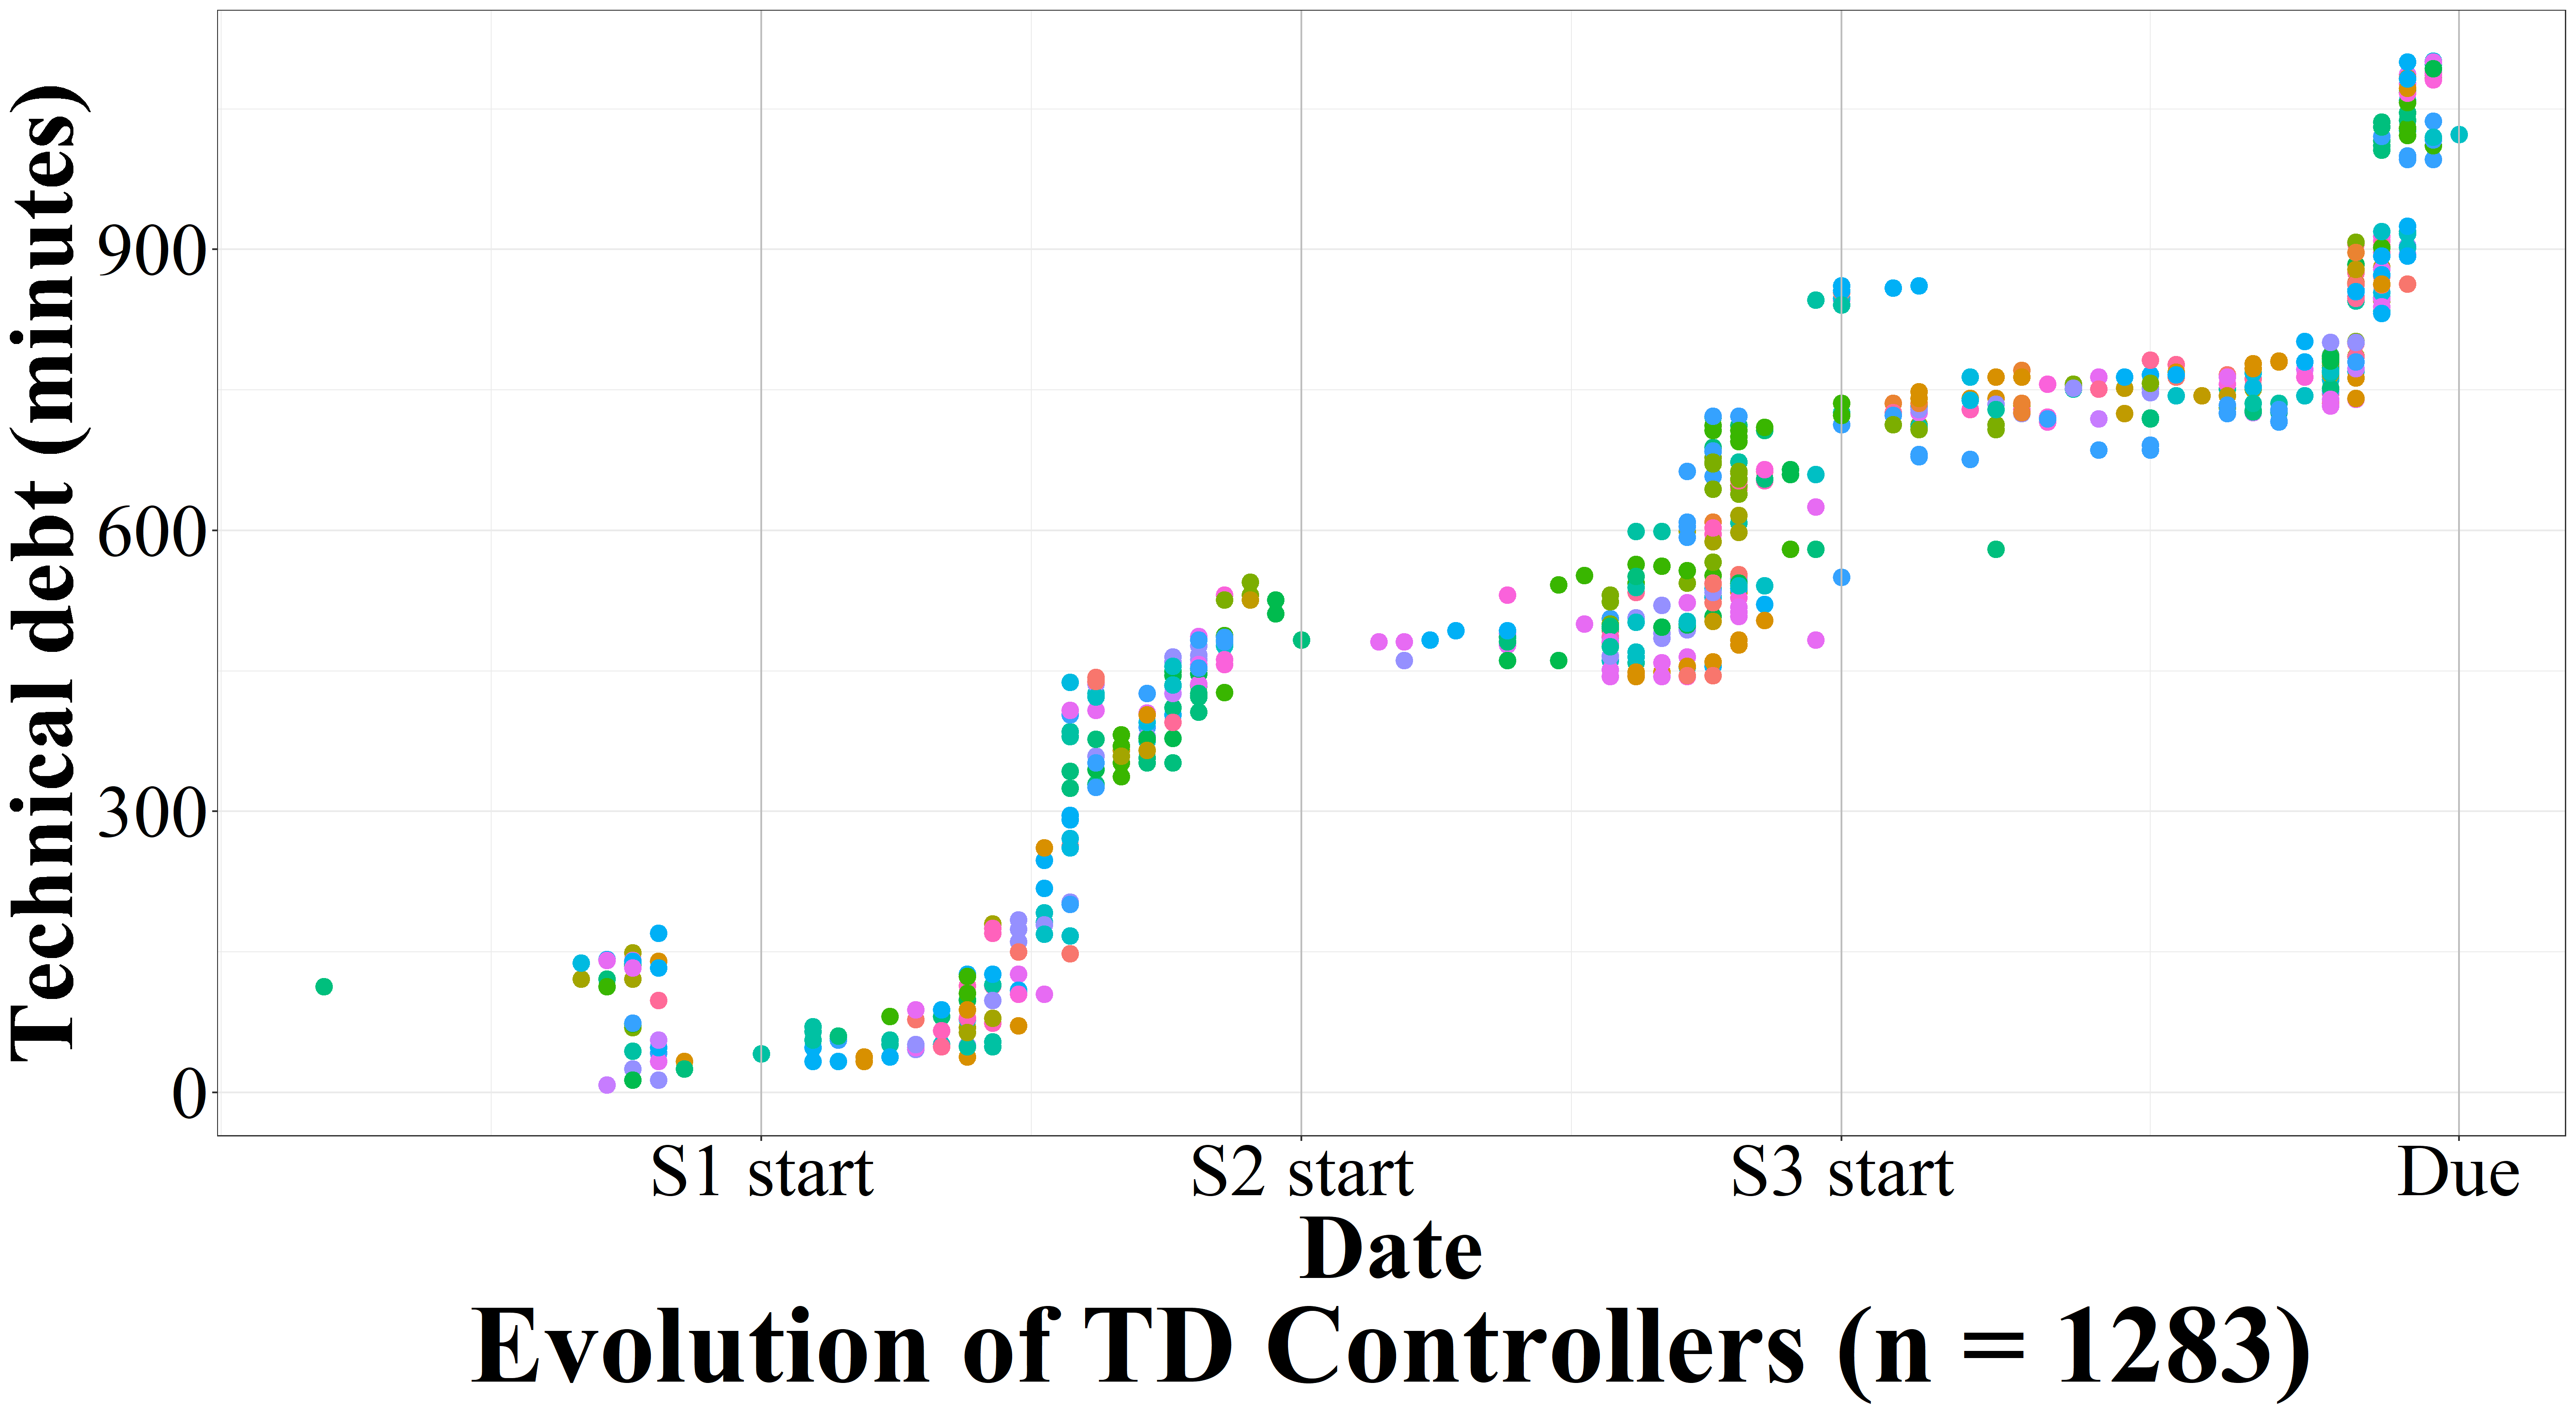 Technical debt (minutes)
900
600
300
0
S1 start S2 start S3 start Due
Date
Evolution of TD Controllers (n = 1283)